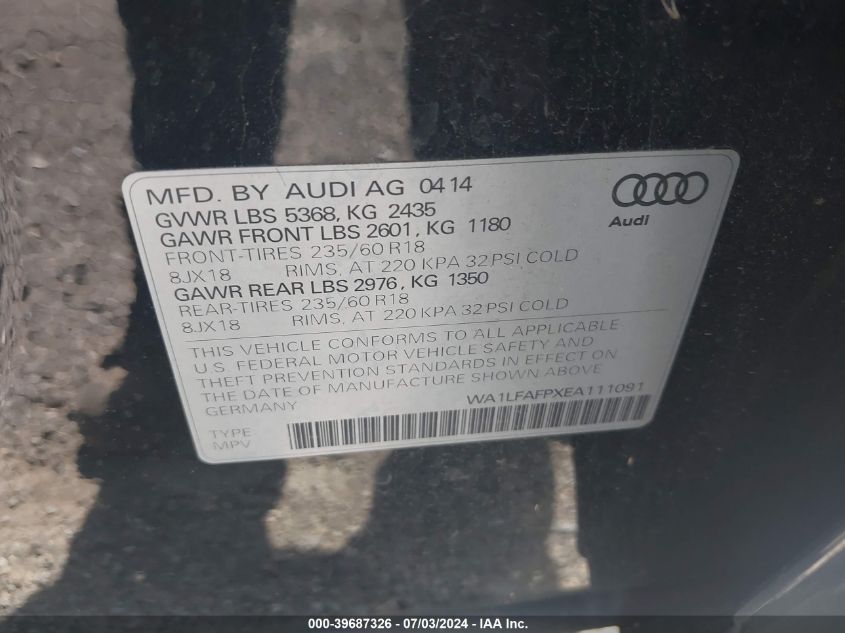 MFD. BY AUDI AG 0414
GVWR LBS 5368, KG 2435
GAWR FRONT LBS 2601, KG 1180
FRONT-TIRES 235/60 R18
8JX18 RIMS, AT 220 KPA 32 PSI COLD
GAWR REAR LBS 2976, KG 1350
REAR-TIRES 235/60 R18
8JX18 RIMS, AT 220 KPA 32 PSI COLD
Audi
THIS VEHICLE CONFORMS TO ALL APPLICABLE
U.S. FEDERAL MOTOR VEHICLE SAFETY AND
THEFT PREVENTION STANDARDS IN EFFECT ON
THE DATE OF MANUFACTURE SHOWN ABOVE
GERMANY
WA1LFAFPXEA111091
TYPE
MPV
000-39687326 - 07/03/2024 - IAA Inc.